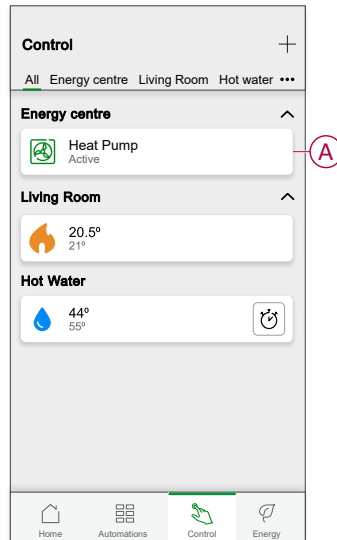 Control
All Energy centre Living Room Hot water •••
Energy centre
Heat Pump
Active
A
Living Room
20.5º
21º
Hot Water
44º
55º
Home Automations Control Energy